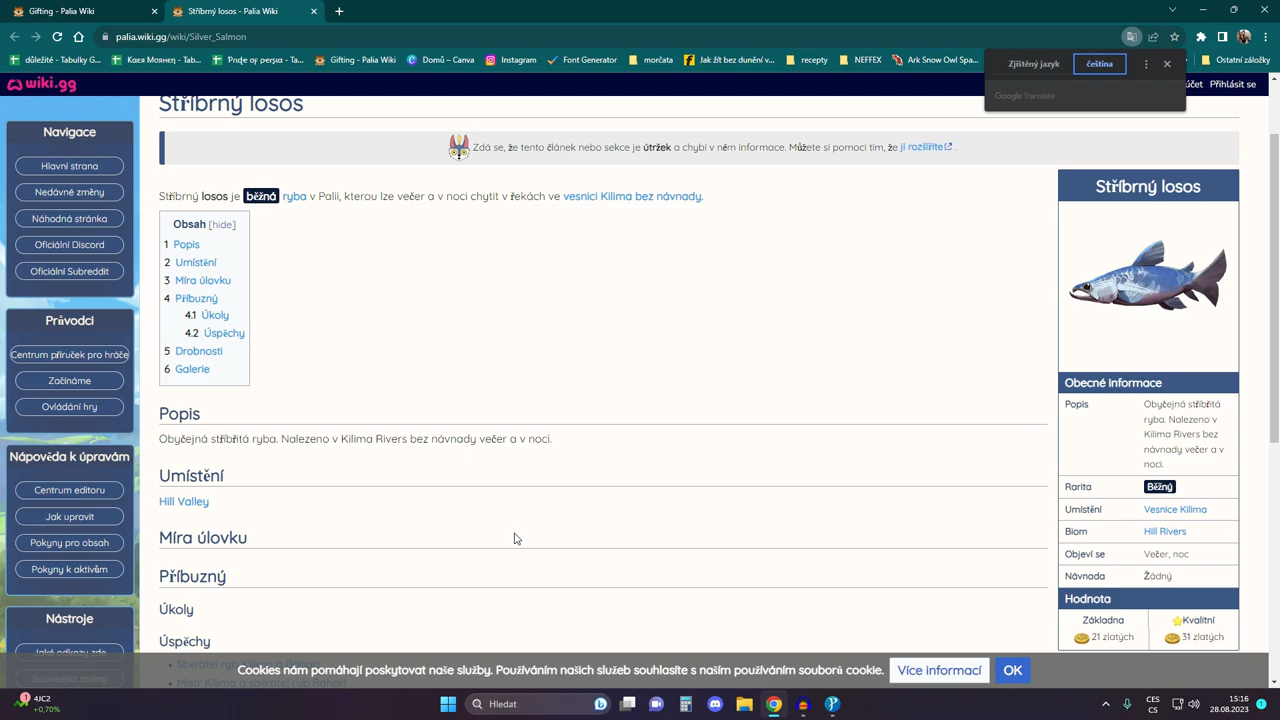 Gifting - Palia Wiki
Stříbrný losos - Palia Wiki
palia.wiki.gg/wiki/Silver_Salmon
důležité - Tabulky G...
Pride of Persia - Tab...
Gifting - Palia Wiki
Domů – Canva
Instagram
Font Generator
morčata
Jak žít bez dunění v...
recepty
NEFFEX
Ark Snow Owl Spa...
Ostatní záložky
Zjištěný jazyk
čeština
Google Translate
wiki.gg
účet
Přihlásit se
Stříbrný losos
Zdá se, že tento článek nebo sekce je útržek a chybí v něm informace. Můžete si pomoci tím, že ji rozšíříte .
Navigace
Hlavní strana
Nedávné změny
Náhodná stránka
Oficiální Discord
Oficiální Subreddit
Průvodci
Centrum příruček pro hráče
Začínáme
Ovládání hry
Nápověda k úpravám
Centrum editoru
Jak upravit
Pokyny pro obsah
Pokyny k aktivům
Nástroje
Jaké odkazy zde
Související změny
Stříbrný losos je běžná ryba v Palii, kterou lze večer a v noci chytit v řekách ve vesnici Kilima bez návnady.
Obsah [hide]
1 Popis
2 Umístění
3 Míra úlovku
4 Příbuzný
4.1 Úkoly
4.2 Úspěchy
5 Drobnosti
6 Galerie
Popis
Obyčejná stříbřitá ryba. Nalezeno v Kilima Rivers bez návnady večer a v noci.
Umístění
Hill Valley
Míra úlovku
Příbuzný
Úkoly
Úspěchy
Stříbrný losos
Obecné informace
Popis
Obyčejná stříbřitá
ryba. Nalezeno v
Kilima Rivers bez
návnady večer a v
noci.
Rarita
Běžný
Umístění
Vesnice Kilima
Biom
Hill Rivers
Objeví se
Večer, noc
Návnada
Žádný
Hodnota
Základna
Kvalitní
21 zlatých
31 zlatých
Cookies nám pomáhají poskytovat naše služby. Používáním našich služeb souhlasíte s naším používáním souborů cookie.
Více informací
OK
4JC2
+0,70%
Hledat
CES
CS
15:16
28.08.2023